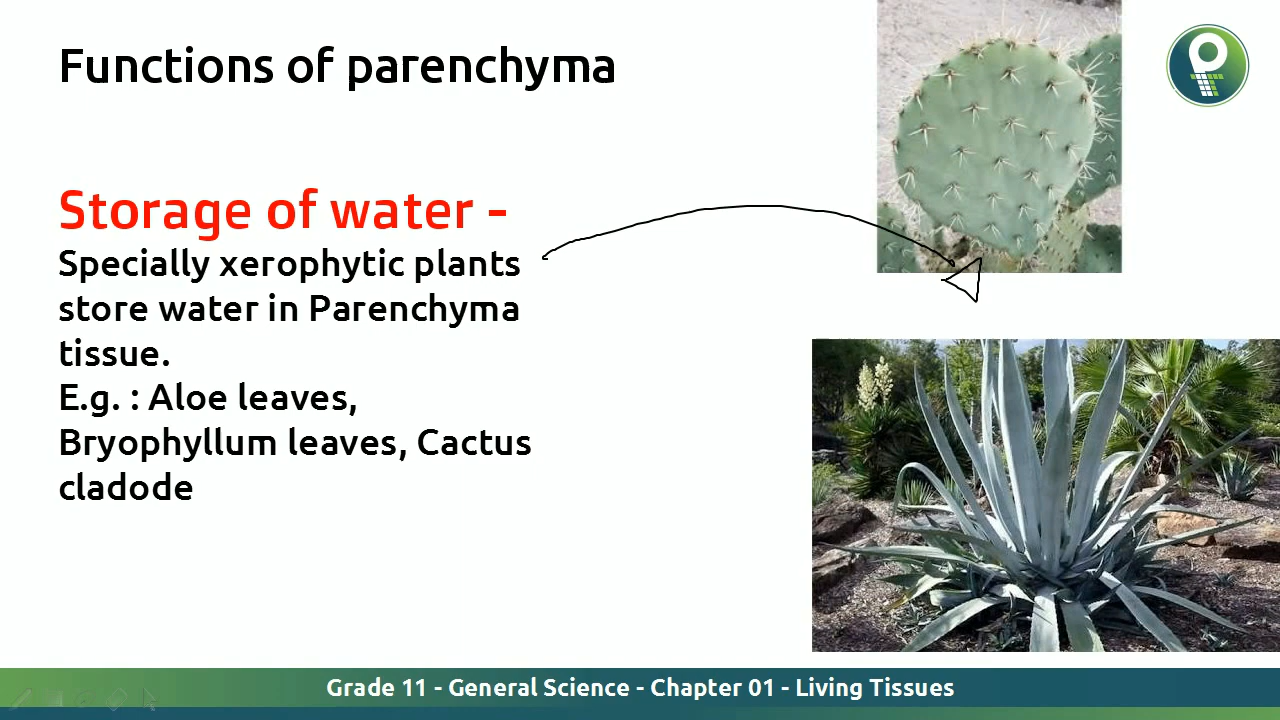 Functions of parenchyma
Storage of water -
Specially xerophytic plants
store water in Parenchyma
tissue.
E.g. : Aloe leaves,
Bryophyllum leaves, Cactus
cladode
Grade 11 - General Science - Chapter 01 - Living Tissues